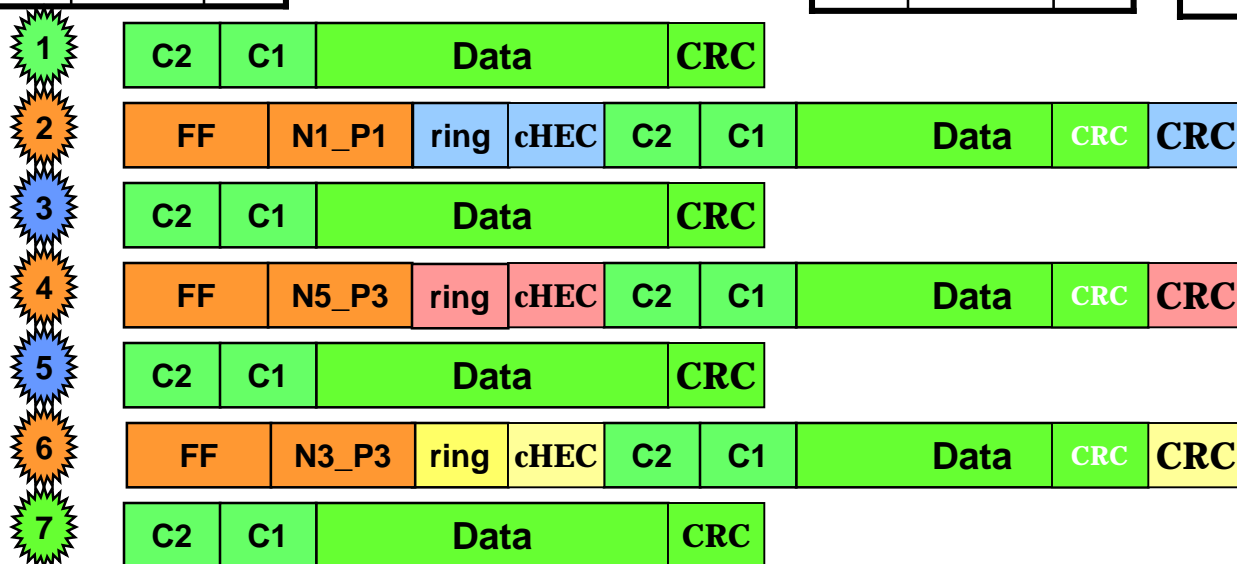 1 C2 C1 Data CRC
2 FF N1_P1 ring cHEC C2 C1 Data CRC CRC
3 C2 C1 Data CRC
4 FF N5_P3 ring cHEC C2 C1 Data CRC CRC
5 C2 C1 Data CRC
6 FF N3_P3 ring cHEC C2 C1 Data CRC CRC
7 C2 C1 Data CRC